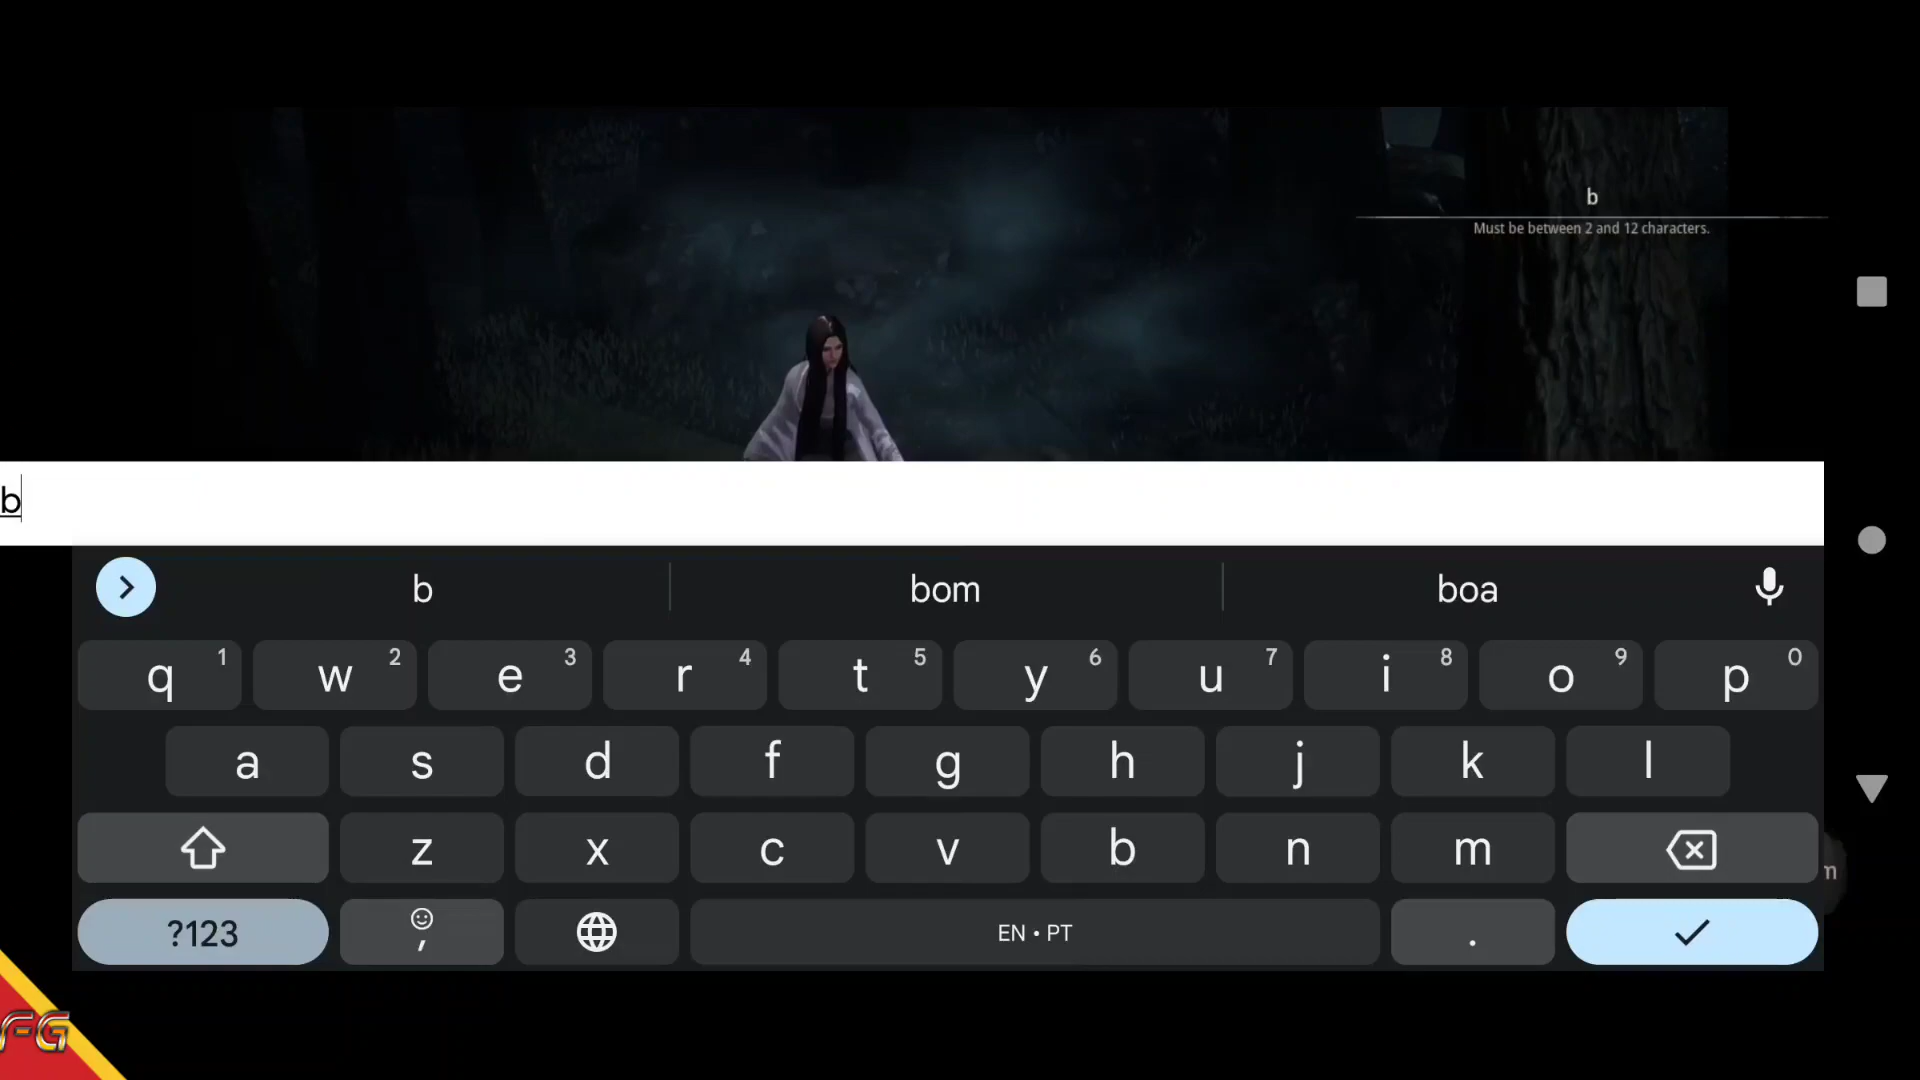 b
Must be between 2 and 12 characters.
b
b bom boa
q 1 w 2 e 3 r 4 t 5 y 6 u 7 i 8 o 9 p 0
a s d f g h j k l
z x c v b n m
m
?123 , EN • PT .
FG